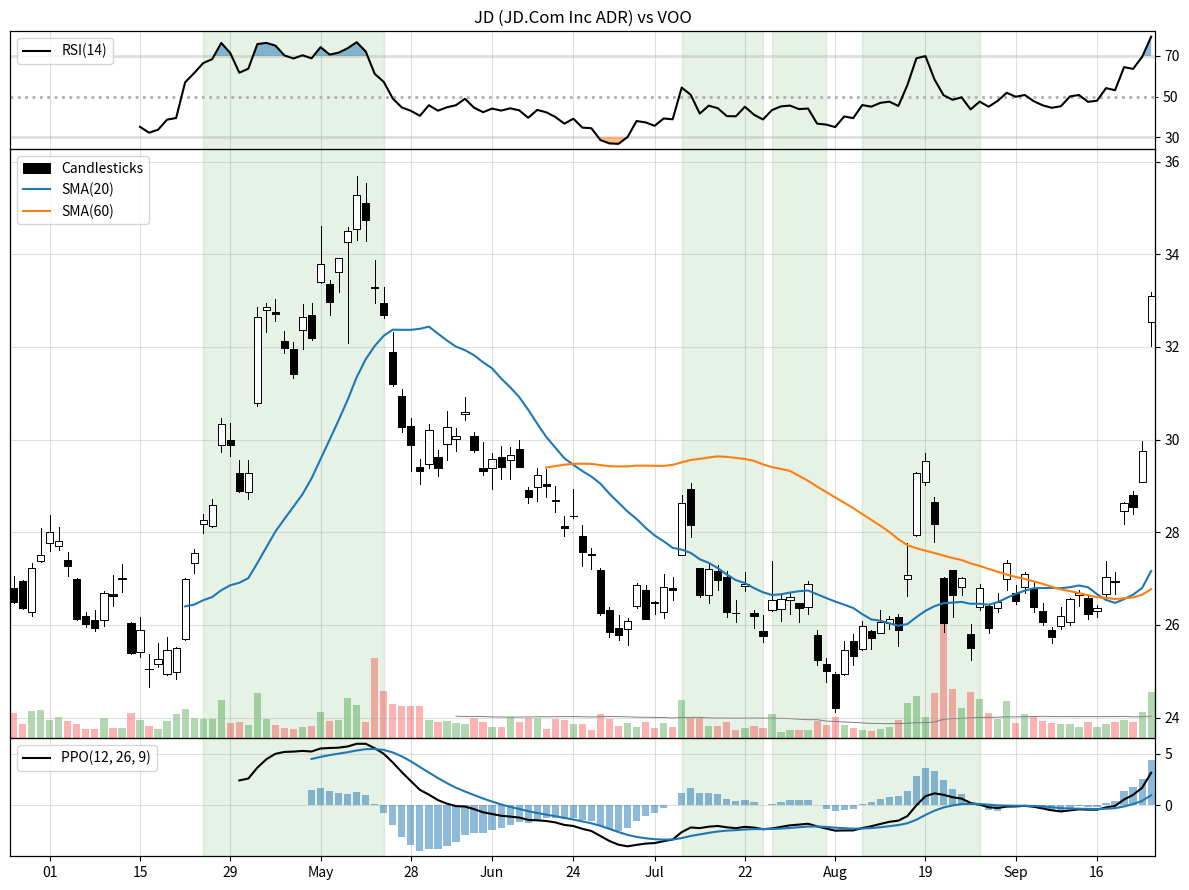 JD (JD.Com Inc ADR) vs VOO
RSI(14)
70
50
30
Candlesticks
SMA(20)
SMA(60)
36
34
32
30
28
26
24
PPO(12, 26, 9)
5
0
01 15 29 May 28 Jun 24 Jul 22 Aug 19 Sep 16